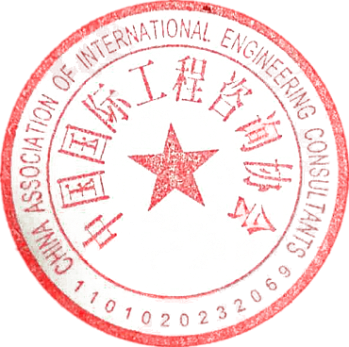 CHINA ASSOCIATION OF INTERNATIONAL ENGINEERING CONSULTANTS
中国国际工程咨询协会
1101020232069